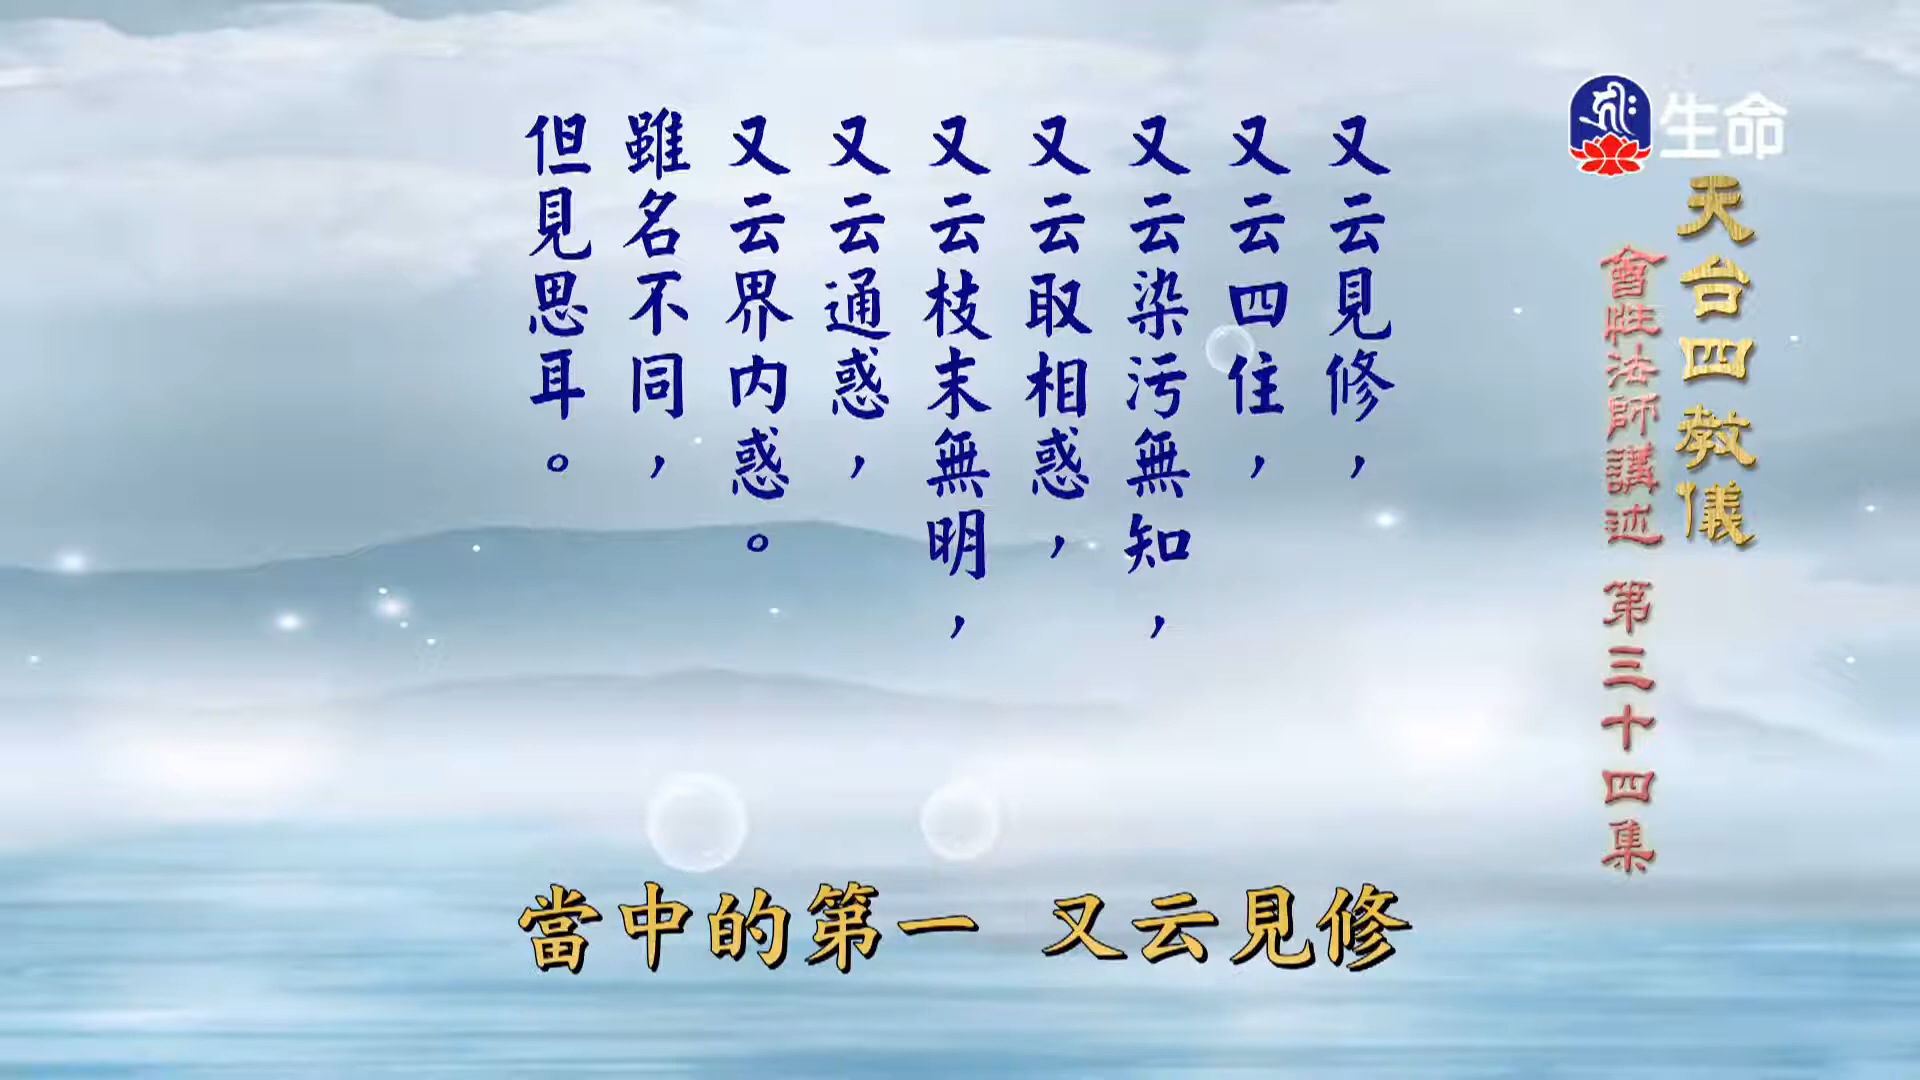 生命
天台四教儀
會性法師講述 第三十四集
又云見修，
又云四住，
又云染污無知，
又云取相惑，
又云枝末無明，
又云通惑，
又云界内惑。
雖名不同，
但見思耳。
當中的第一 又云見修